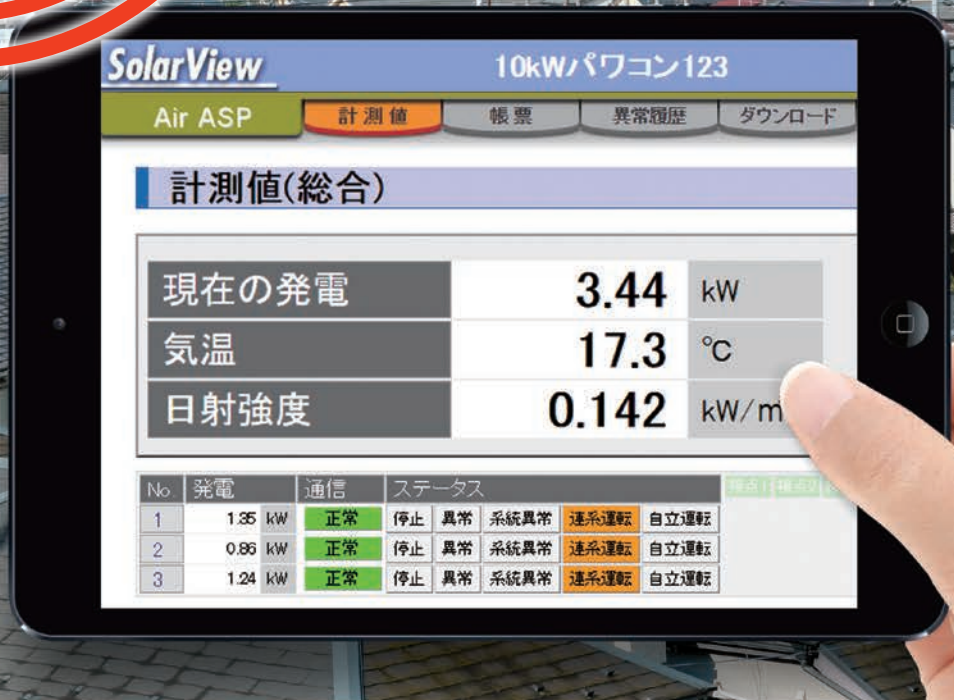 SolarView 10kWパワコン123
Air ASP 計測値 帳票 異常履歴 ダウンロード
計測値(総合)
現在の発電 3.44 kW
気温 17.3 ℃
日射強度 0.142 kW/m
No. 発電 通信 ステータス
1 1.35 kW 正常 停止 異常 系統異常 連系運転 自立運転
2 0.86 kW 正常 停止 異常 系統異常 連系運転 自立運転
3 1.24 kW 正常 停止 異常 系統異常 連系運転 自立運転